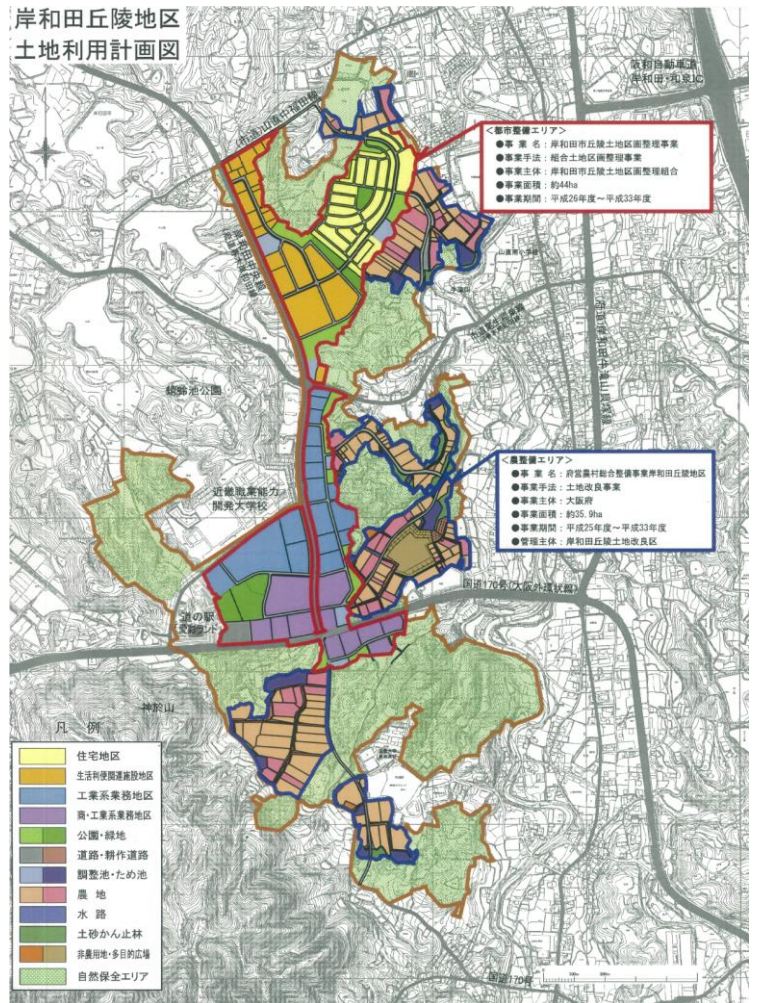 岸和田丘陵地区
土地利用計画図
阪和自動車道
岸和田・和泉IC
<都市整備エリア>
●事 業 名：岸和田市丘陵土地区画整理事業
●事業手法：組合土地区画整理事業
●事業主体：岸和田市丘陵土地区画整理組合
●事業面積：約44ha
●事業期間：平成26年度～平成33年度
蜻蛉池公園
近畿職業能力
開発大学校
<農整備エリア>
●事 業 名：府営農村総合整備事業岸和田丘陵地区
●事業手法：土地改良事業
●事業主体：大阪府
●事業面積：約35.9ha
●事業期間：平成25年度～平成33年度
●管理主体：岸和田丘陵土地改良区
国道170号(大阪外環状線)
道の駅
愛彩ランド
神於山
凡 例
住宅地区
生活利便関連施設地区
工業系業務地区
商・工業系業務地区
公園・緑地
道路・耕作道路
調整池・ため池
農 地
水 路
土砂かん止林
非農用地・多目的広場
自然保全エリア
国道170号